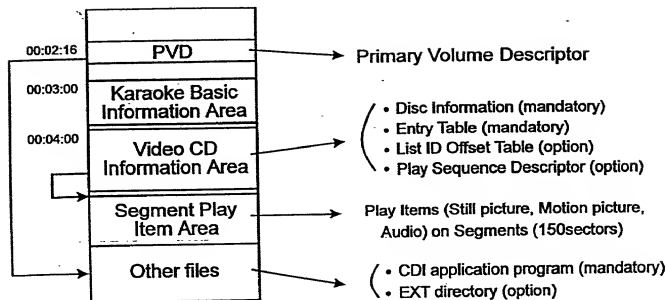 00:02:16
PVD
Primary Volume Descriptor
00:03:00
Karaoke Basic
Information Area
00:04:00
Video CD
Information Area
• Disc Information (mandatory)
• Entry Table (mandatory)
• List ID Offset Table (option)
• Play Sequence Descriptor (option)
Segment Play
Item Area
Play Items (Still picture, Motion picture,
Audio) on Segments (150sectors)
Other files
• CDI application program (mandatory)
• EXT directory (option)